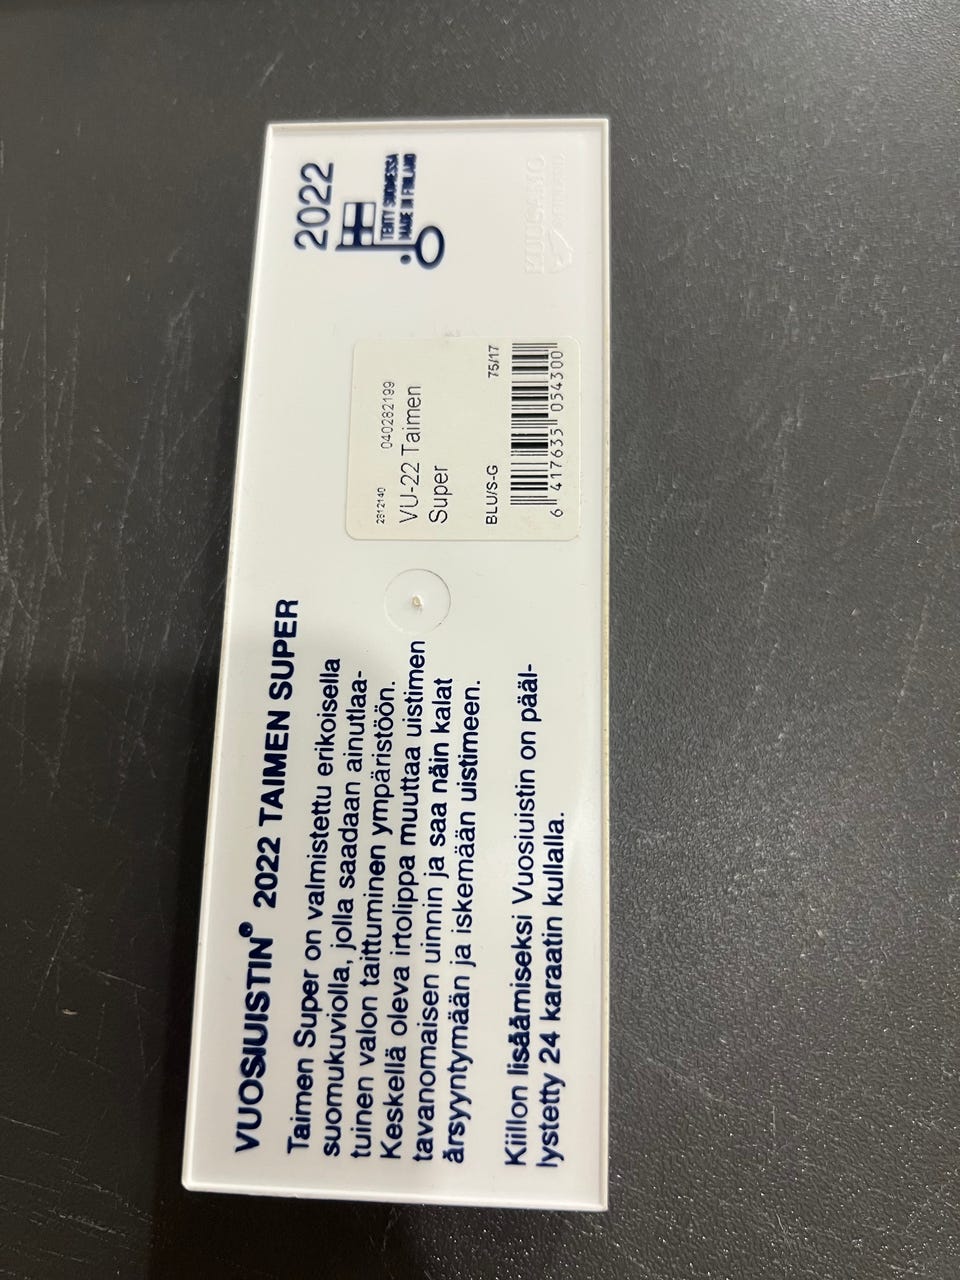 VUOSIUISTIN® 2022 TAIMEN SUPER
Taimen Super on valmistettu erikoisella
suomukuviolla, jolla saadaan ainutlaa-
tuinen valon taittuminen ympäristöön.
Keskellä oleva irtolippa muuttaa uistimen
tavanomaisen uinnin ja saa näin kalat
ärsyyntymään ja iskemään uistimeen.
Kiillon lisäämiseksi Vuosiuistin on pääl-
lystetty 24 karaatin kullalla.
2812140 040282199
VU-22 Taimen
Super
BLU/S-G 75/17
6 417635 054300
2022
TEHTY SUOMESSA
MADE IN FINLAND
KUUSAMO